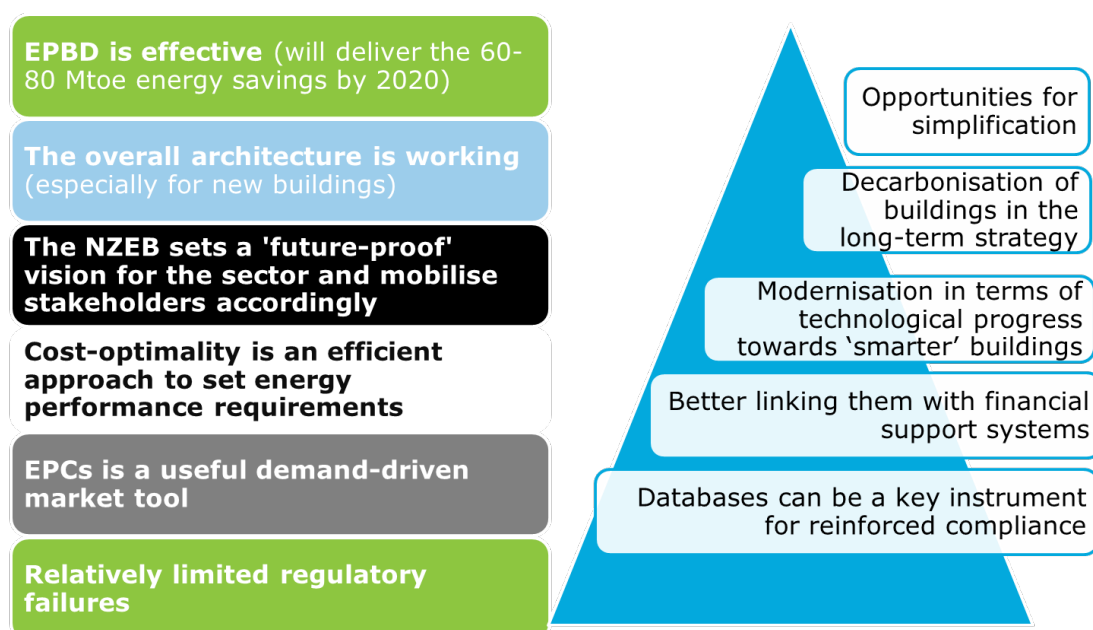 EPBD is effective (will deliver the 60-
80 Mtoe energy savings by 2020)
The overall architecture is working
(especially for new buildings)
The NZEB sets a 'future-proof'
vision for the sector and mobilise
stakeholders accordingly
Cost-optimality is an efficient
approach to set energy
performance requirements
EPCs is a useful demand-driven
market tool
Relatively limited regulatory
failures
Opportunities for
simplification
Decarbonisation of
buildings in the
long-term strategy
Modernisation in terms of
technological progress
towards ‘smarter’ buildings
Better linking them with financial
support systems
Databases can be a key instrument
for reinforced compliance